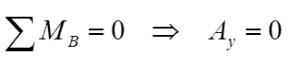 ∑ M_B = 0 ⇒ A_y = 0